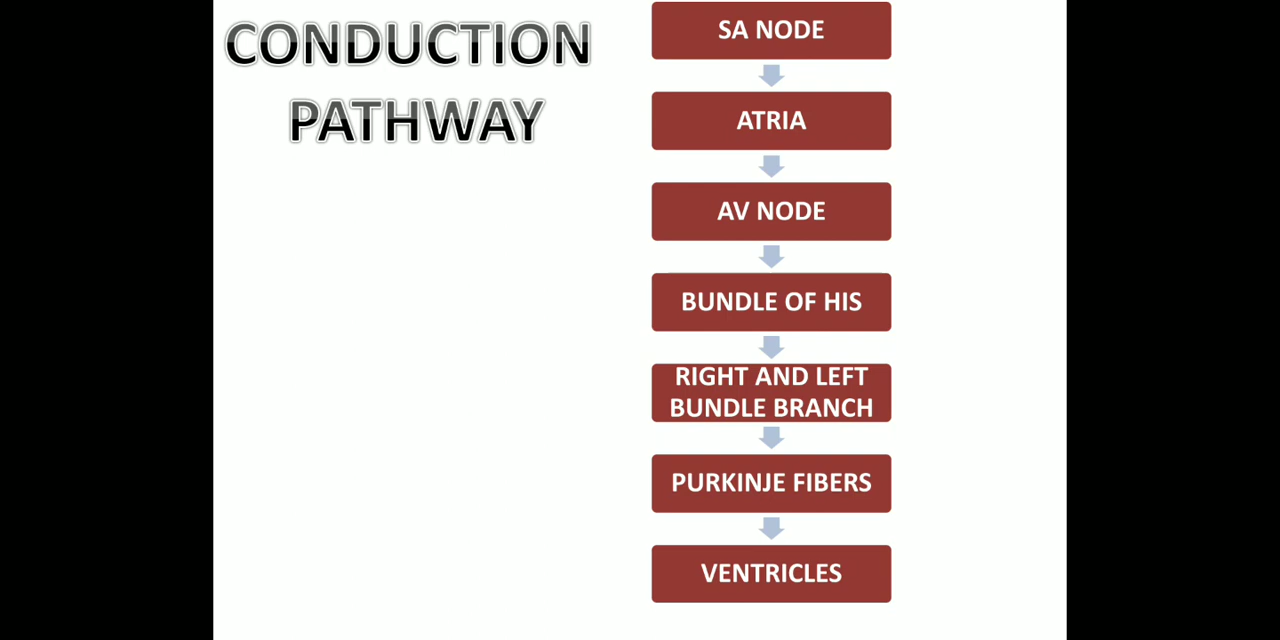 CONDUCTION
PATHWAY
SA NODE
ATRIA
AV NODE
BUNDLE OF HIS
RIGHT AND LEFT
BUNDLE BRANCH
PURKINJE FIBERS
VENTRICLES